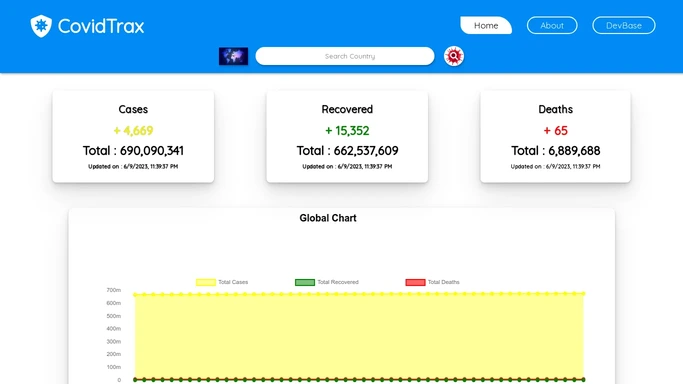 CovidTrax
Home
About
DevBase
Search Country
Cases
+ 4,669
Total : 690,090,341
Updated on : 6/9/2023, 11:39:37 PM
Recovered
+ 15,352
Total : 662,537,609
Updated on : 6/9/2023, 11:39:37 PM
Deaths
+ 65
Total : 6,889,688
Updated on : 6/9/2023, 11:39:37 PM
Global Chart
Total Cases
Total Recovered
Total Deaths
700m
600m
500m
400m
300m
200m
100m
0